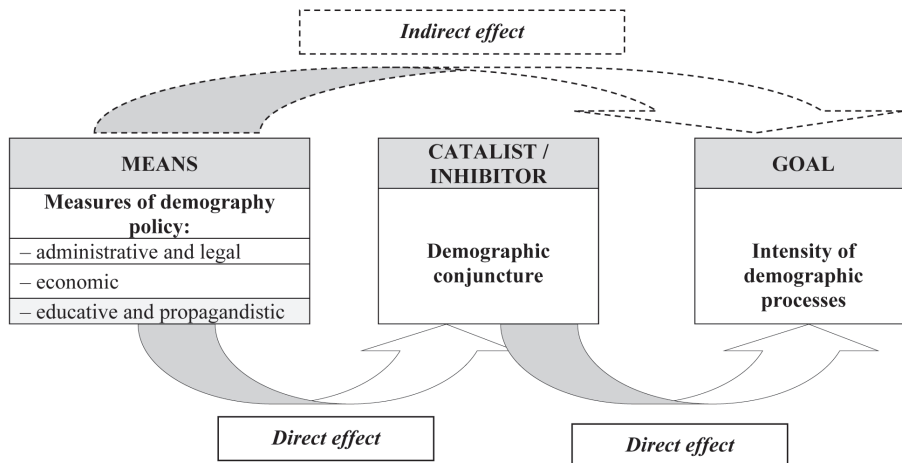 Indirect effect
MEANS
Measures of demography
policy:
– administrative and legal
– economic
– educative and propagandistic
CATALIST /
INHIBITOR
Demographic
conjuncture
GOAL
Intensity of
demographic
processes
Direct effect
Direct effect